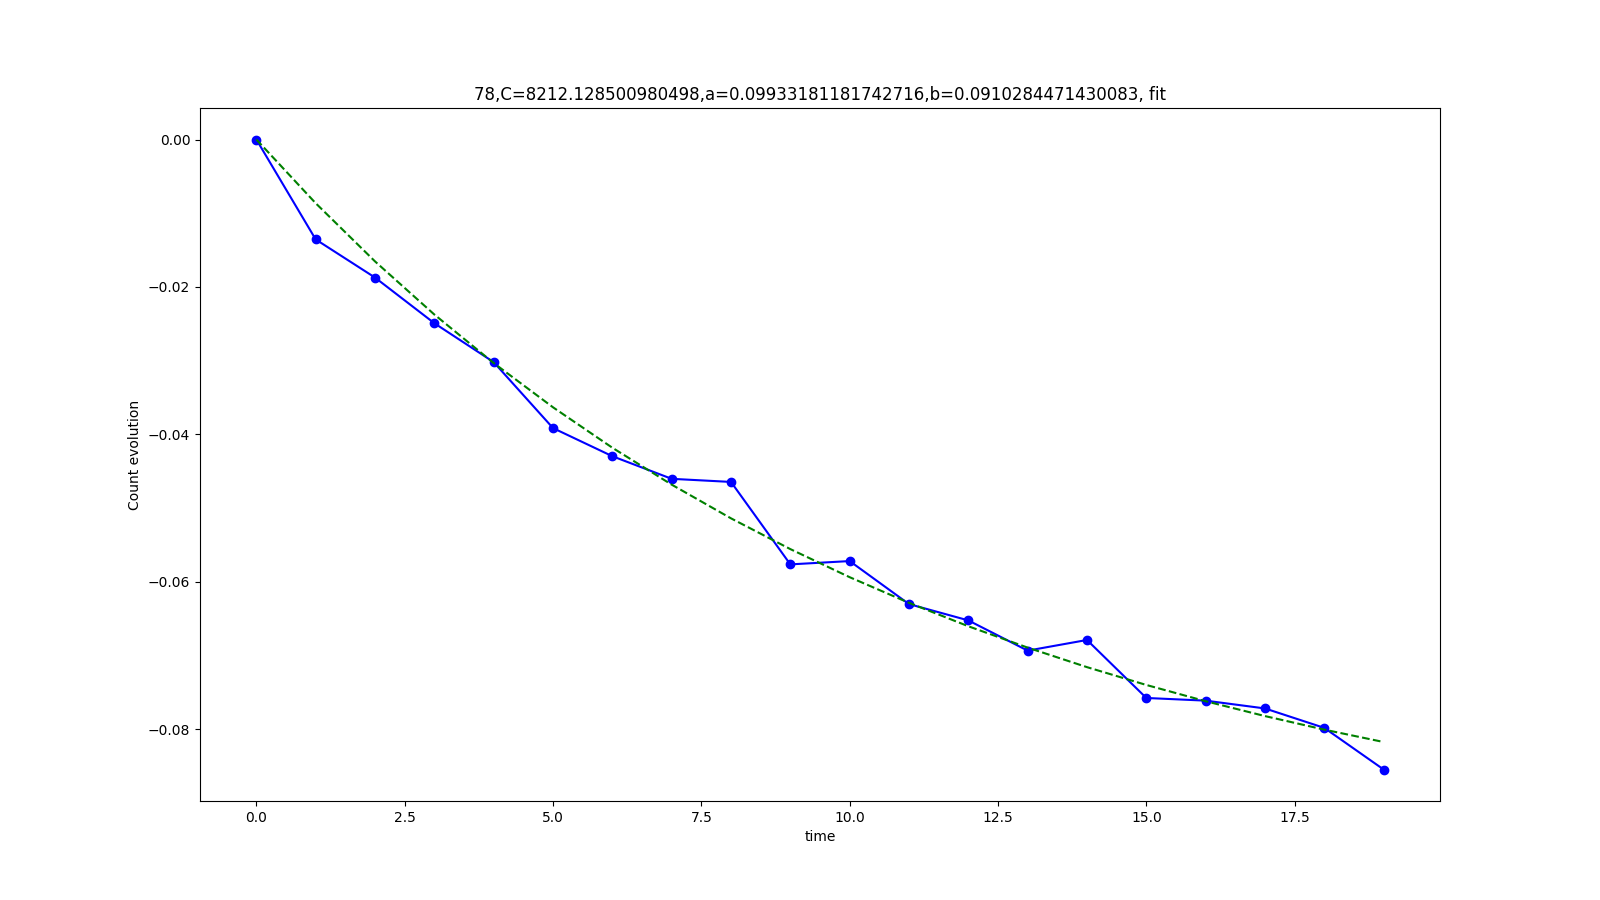 78,C=8212.128500980498,a=0.09933181181742716,b=0.0910284471430083, fit
0.00
−0.02
−0.04
−0.06
−0.08
Count evolution
0.0 2.5 5.0 7.5 10.0 12.5 15.0 17.5
time